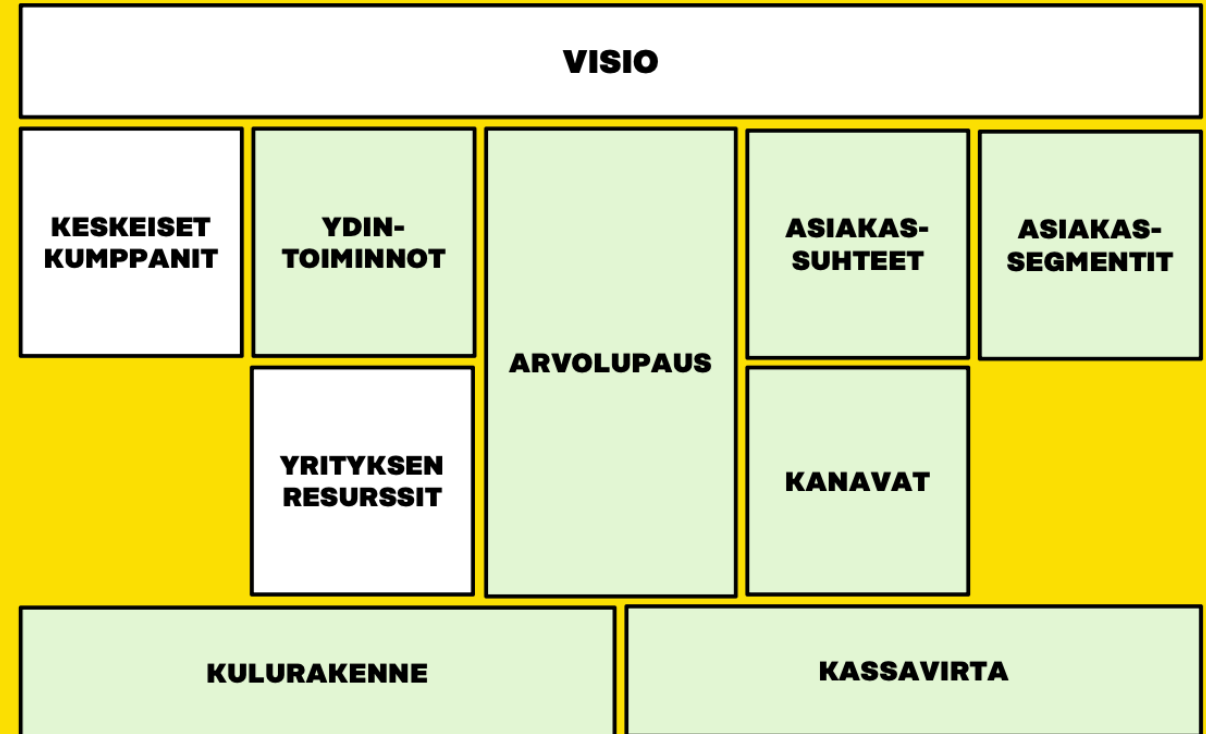 VISIO
KESKEISET
KUMPPANIT
YDIN-
TOIMINNOT
ARVOLUPAUS
ASIAKAS-
SUHTEET
ASIAKAS-
SEGMENTIT
YRITYKSEN
RESURSSIT
KANAVAT
KULURAKENNE
KASSAVIRTA